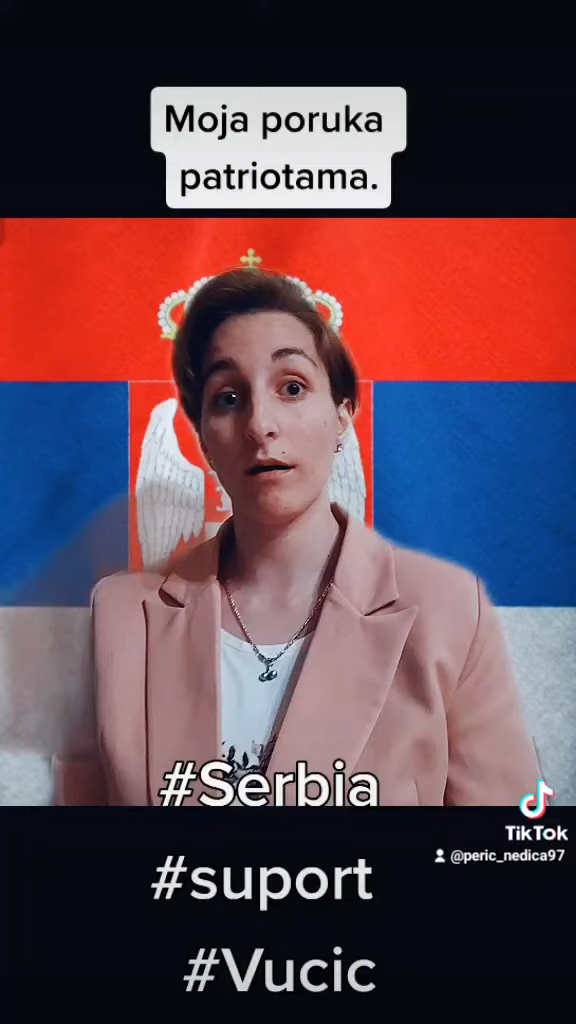 Moja poruka
patriotama.
#Serbia
TikTok
@peric_nedica97
#suport
#Vucic